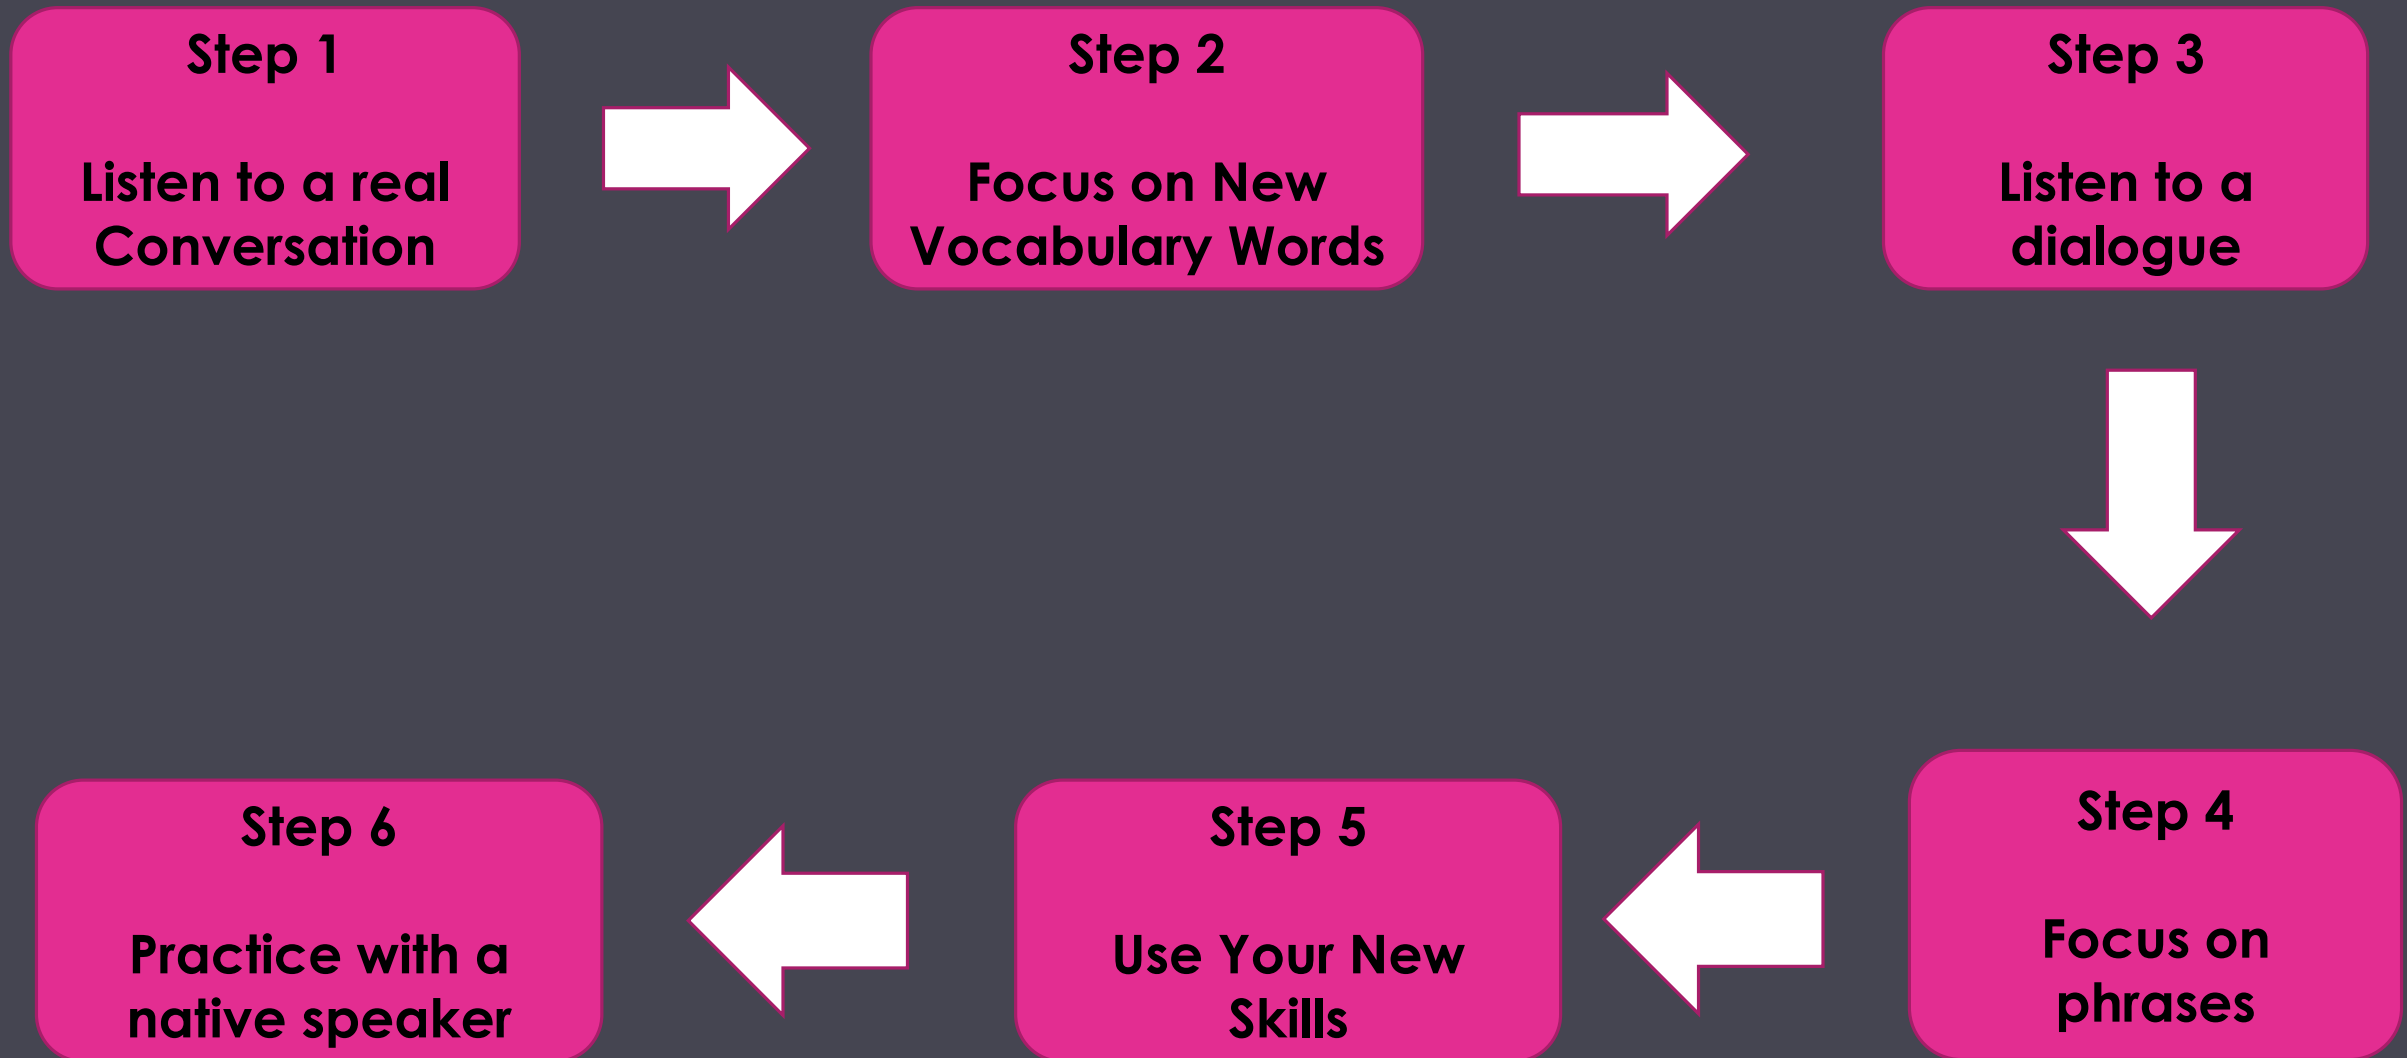 Step 1
Listen to a real
Conversation
Step 2
Focus on New
Vocabulary Words
Step 3
Listen to a
dialogue
Step 4
Focus on
phrases
Step 5
Use Your New
Skills
Step 6
Practice with a
native speaker